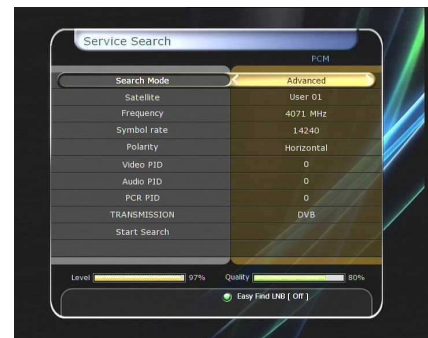 Service Search
PCM
Search Mode Advanced
Satellite User 01
Frequency 4071 MHz
Symbol rate 14240
Polarity Horizontal
Video PID 0
Audio PID 0
PCR PID 0
TRANSMISSION DVB
Start Search
Level 97% Quality 80%
Easy Find LNB [ Off ]